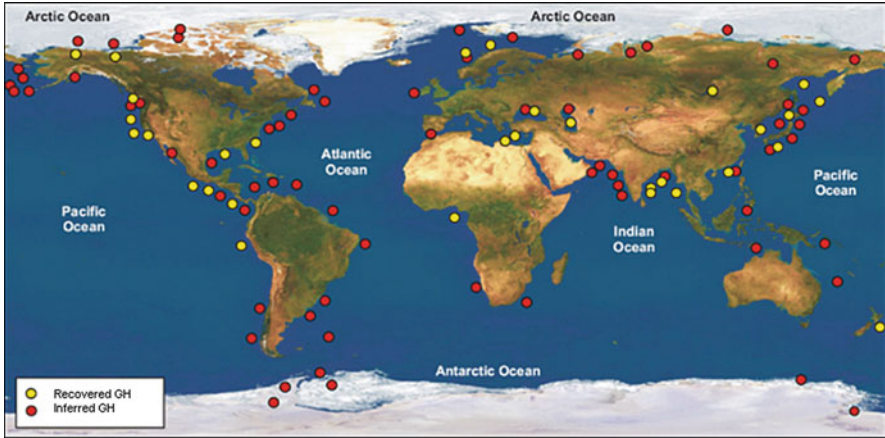 Arctic Ocean
Arctic Ocean
Atlantic
Ocean
Pacific
Ocean
Pacific
Ocean
Indian
Ocean
Antarctic Ocean
Recovered GH
Inferred GH